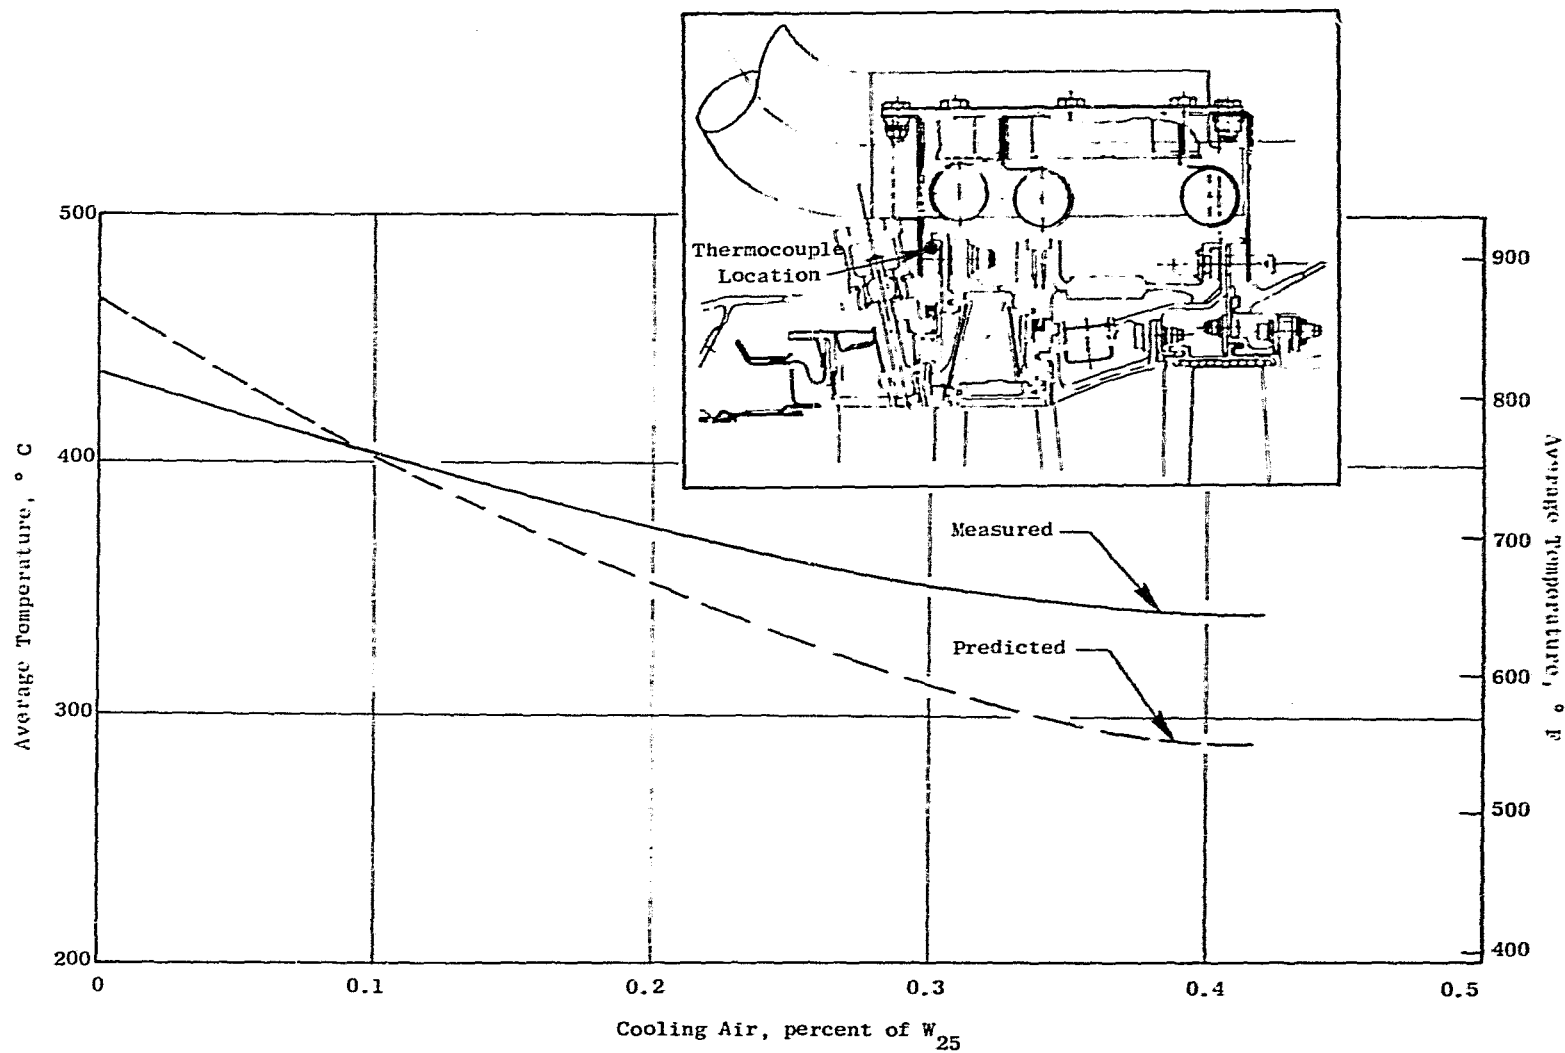 Thermocouple
Location
500
400
300
200
900
800
700
600
500
400
Average Temperature, ° C
Average Temperature, ° F
Measured
Predicted
0
0.1
0.2
0.3
0.4
0.5
Cooling Air, percent of W25